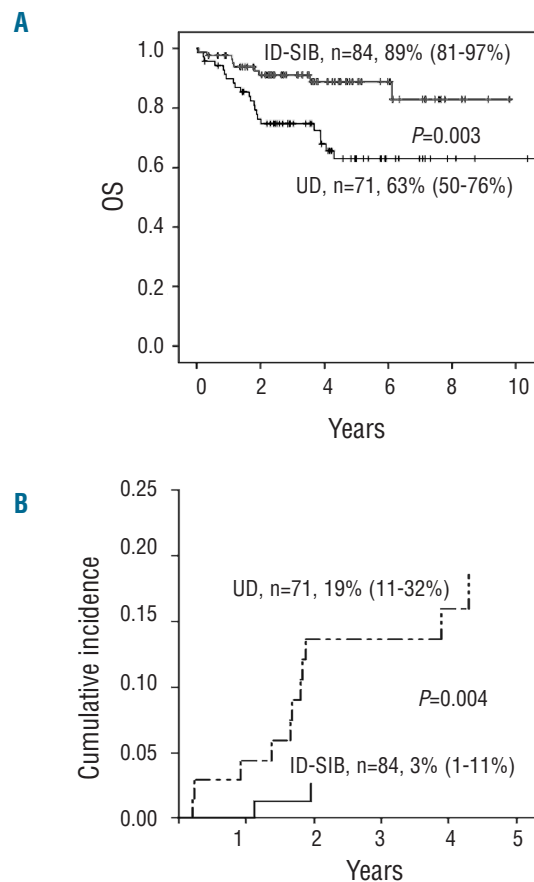 A
1.0
0.8
0.6
0.4
0.2
0.0
OS
ID-SIB, n=84, 89% (81-97%)
P=0.003
UD, n=71, 63% (50-76%)
0 2 4 6 8 10
Years
B
0.25
0.20
0.15
0.10
0.05
0.00
Cumulative incidence
UD, n=71, 19% (11-32%)
P=0.004
ID-SIB, n=84, 3% (1-11%)
1 2 3 4 5
Years